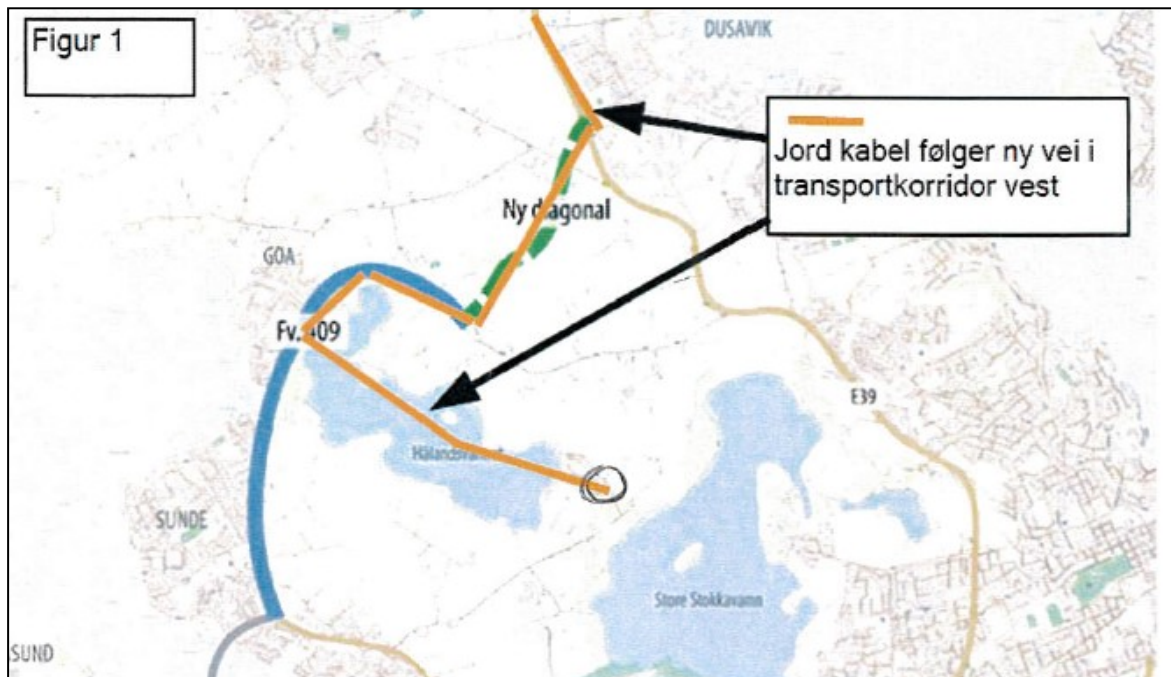 Figur 1
DUSAVIK
Jord kabel følger ny vei i
transportkorridor vest
Ny diagonal
GOA
Fv. 409
E39
SUNDE
Store Stokkavann
SUND